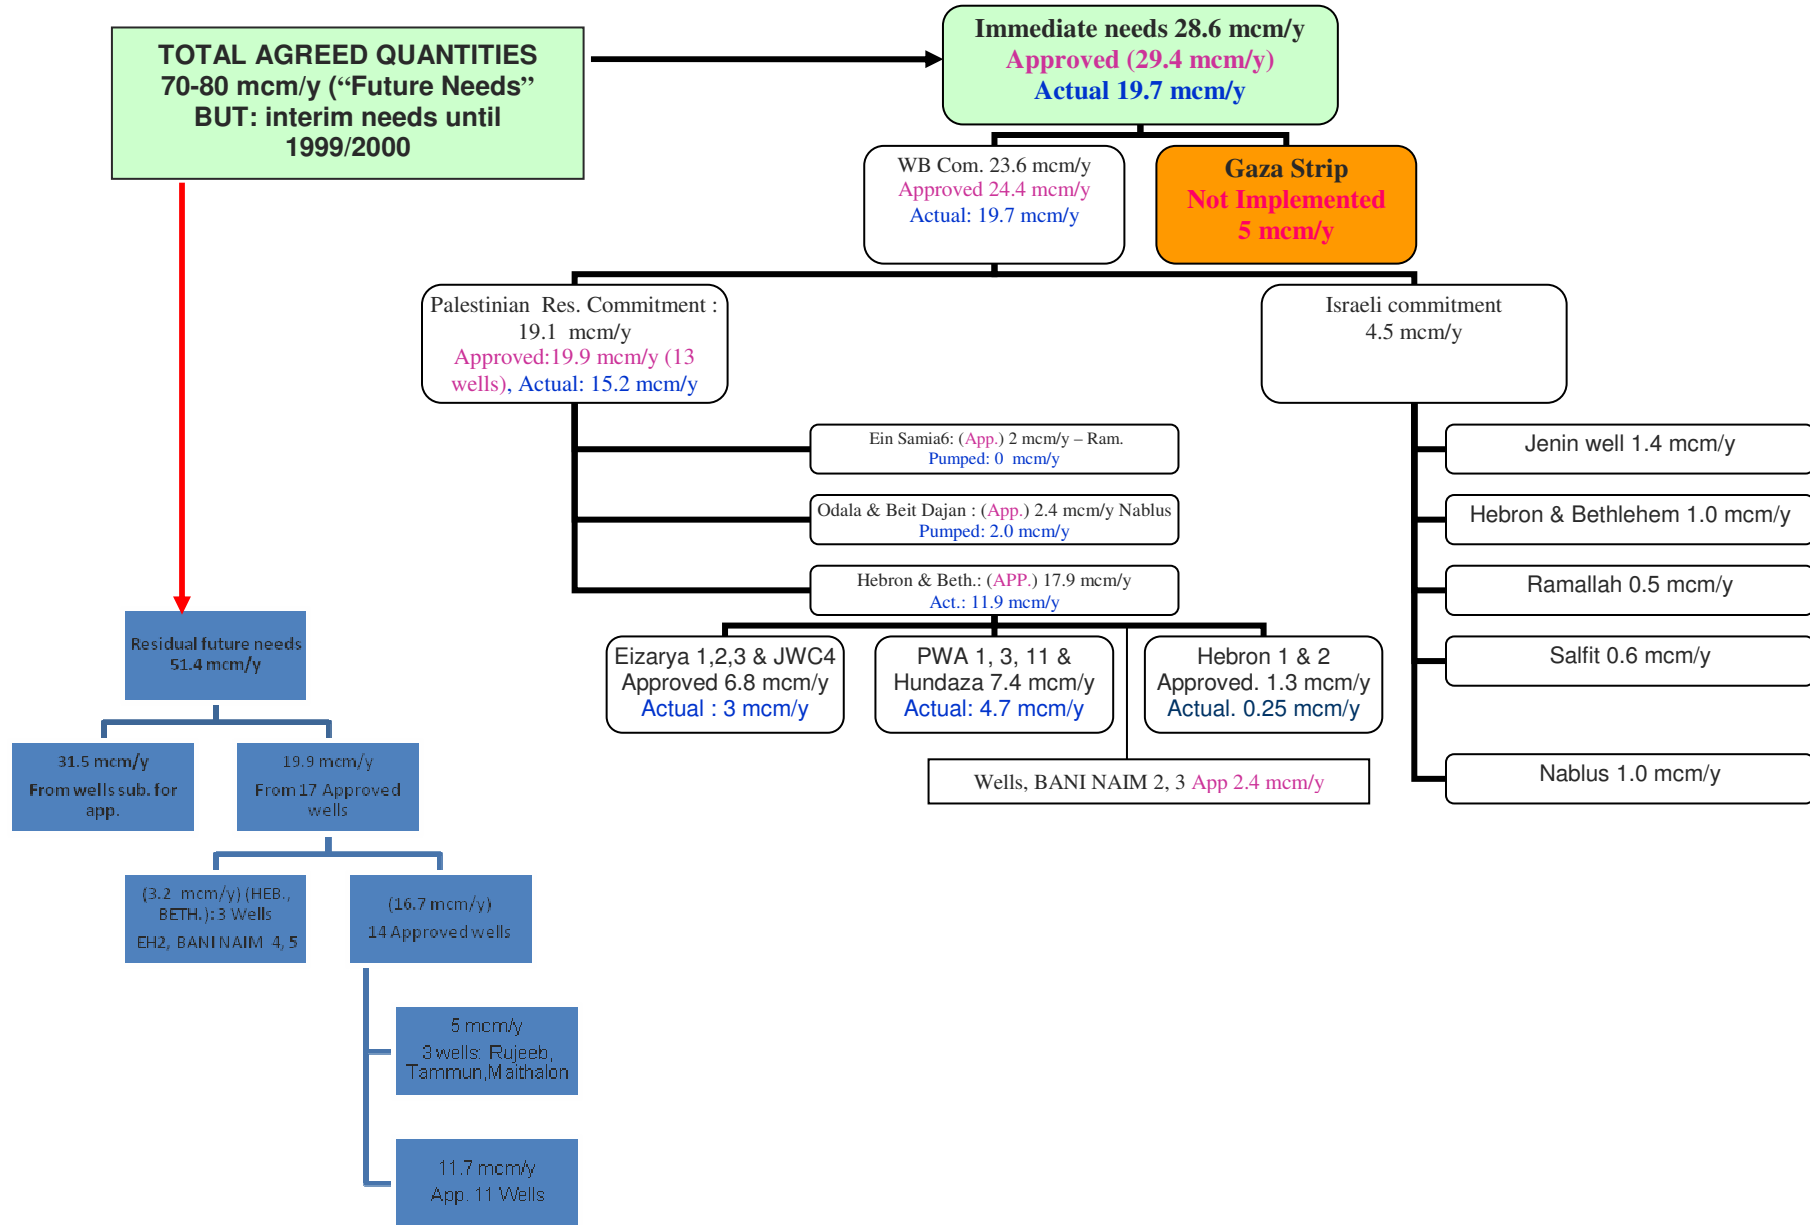 TOTAL AGREED QUANTITIES
70-80 mcm/y (“Future Needs”
BUT: interim needs until
1999/2000
Immediate needs 28.6 mcm/y
Approved (29.4 mcm/y)
Actual 19.7 mcm/y
WB Com. 23.6 mcm/y
Approved 24.4 mcm/y
Actual: 19.7 mcm/y
Gaza Strip
Not Implemented
5 mcm/y
Palestinian Res. Commitment :
19.1 mcm/y
Approved:19.9 mcm/y (13
wells), Actual: 15.2 mcm/y
Israeli commitment
4.5 mcm/y
Ein Samia6: (App.) 2 mcm/y – Ram.
Pumped: 0 mcm/y
Odala & Beit Dajan : (App.) 2.4 mcm/y Nablus
Pumped: 2.0 mcm/y
Hebron & Beth.: (APP.) 17.9 mcm/y
Act.: 11.9 mcm/y
Eizarya 1,2,3 & JWC4
Approved 6.8 mcm/y
Actual : 3 mcm/y
PWA 1, 3, 11 &
Hundaza 7.4 mcm/y
Actual: 4.7 mcm/y
Hebron 1 & 2
Approved. 1.3 mcm/y
Actual. 0.25 mcm/y
Wells, BANI NAIM 2, 3 App 2.4 mcm/y
Jenin well 1.4 mcm/y
Hebron & Bethlehem 1.0 mcm/y
Ramallah 0.5 mcm/y
Salfit 0.6 mcm/y
Nablus 1.0 mcm/y
Residual future needs
51.4 mcm/y
31.5 mcm/y
From wells sub. for
app.
19.9 mcm/y
From 17 Approved
wells
(3.2 mcm/y) (HEB.,
BETH.): 3 Wells
EH2, BANI NAIM 4, 5
(16.7 mcm/y)
14 Approved wells
5 mcm/y
3 wells: Rujeeb,
Tammun,Maithalon
11.7 mcm/y
App. 11 Wells